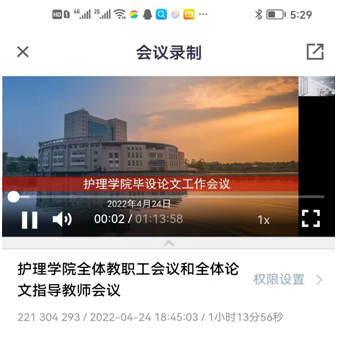 HD 1 4G 2G ··· 5:29
会议录制
护理学院毕设论文工作会议
2022年4月24日
00:02 / 01:13:58 1x
护理学院全体教职工会议和全体论
文指导教师会议
权限设置
221 304 293 / 2022-04-24 18:45:03 / 1小时13分56秒